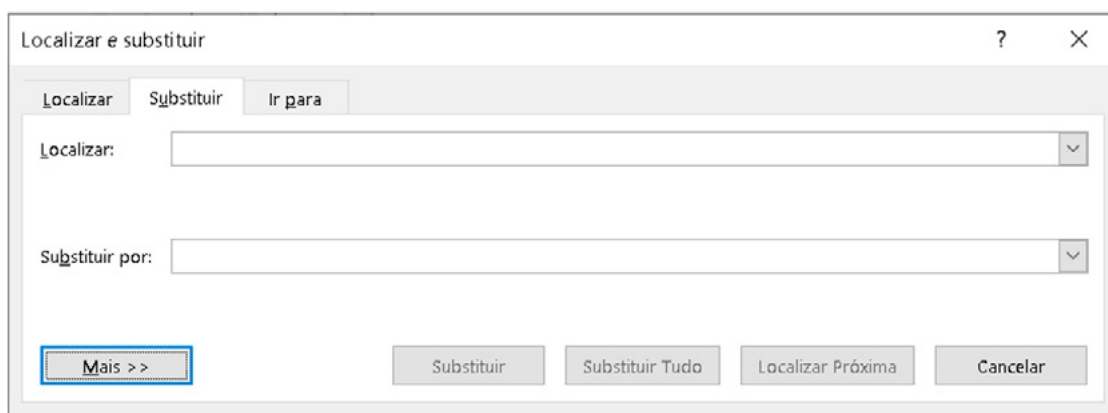 Localizar e substituir ? ×
Localizar Substituir Ir para
Localizar:
Substituir por:
Mais >> Substituir Substituir Tudo Localizar Próxima Cancelar